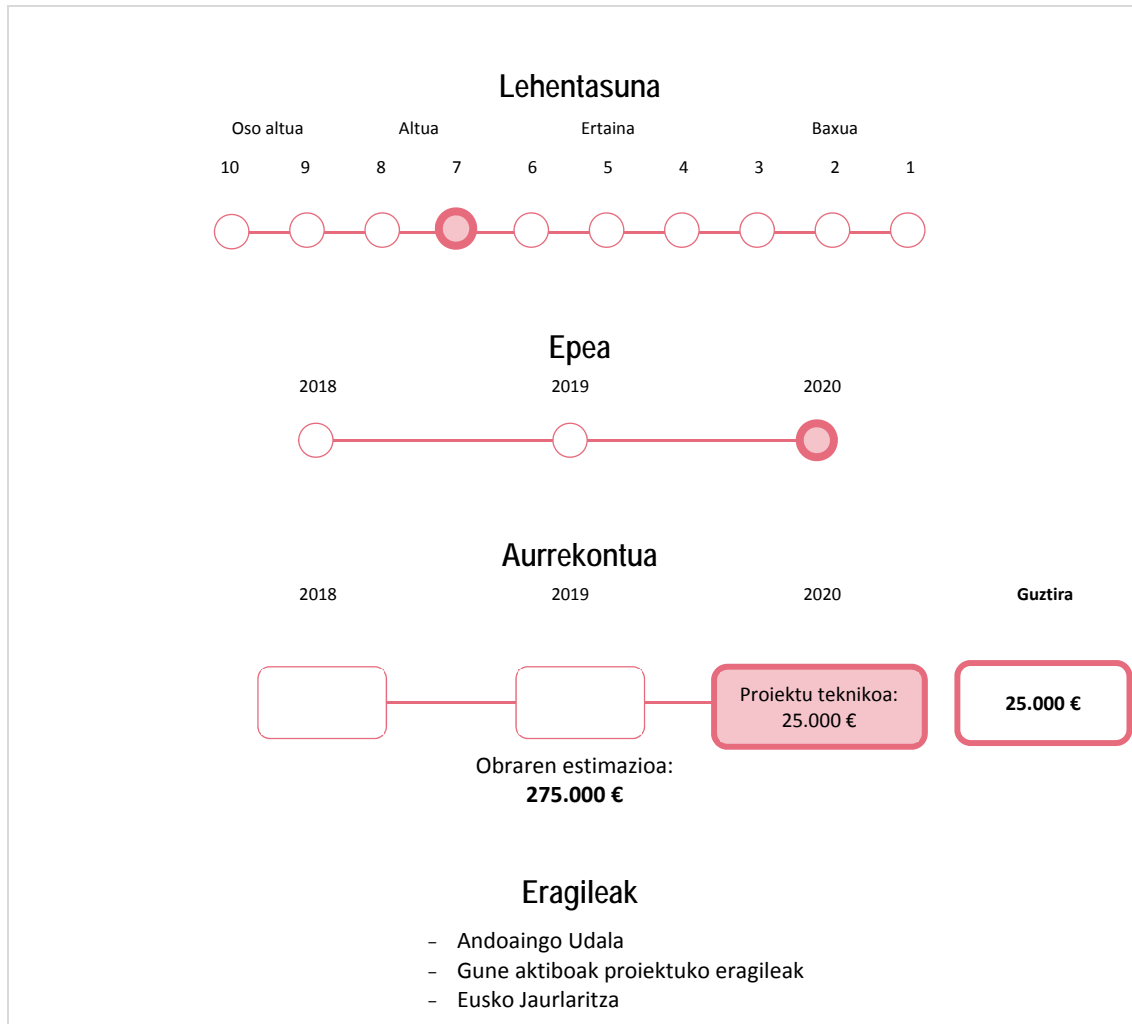 Lehentasuna
Oso altua Altua Ertaina Baxua
10 9 8 7 6 5 4 3 2 1
Epea
2018 2019 2020
Aurrekontua
2018 2019 2020 Guztira
Proiektu teknikoa:
25.000 €
25.000 €
Obraren estimazioa:
275.000 €
Eragileak
- Andoaingo Udala
- Gune aktiboak proiektuko eragileak
- Eusko Jaurlaritza